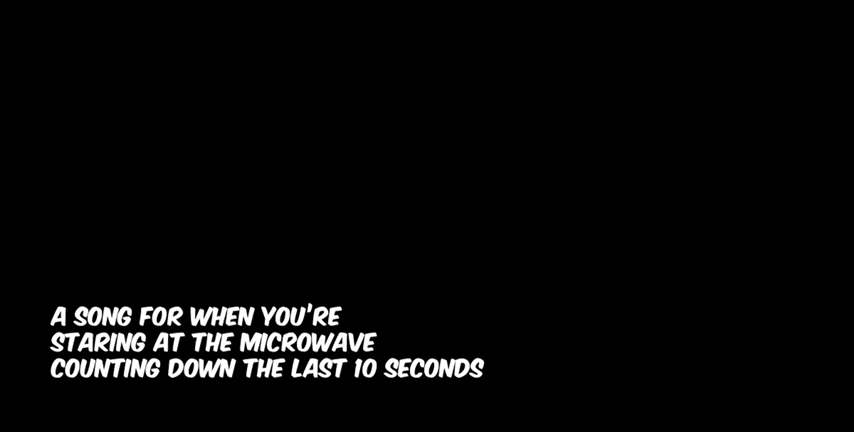 A SONG FOR WHEN YOU'RE
STARING AT THE MICROWAVE
COUNTING DOWN THE LAST 10 SECONDS